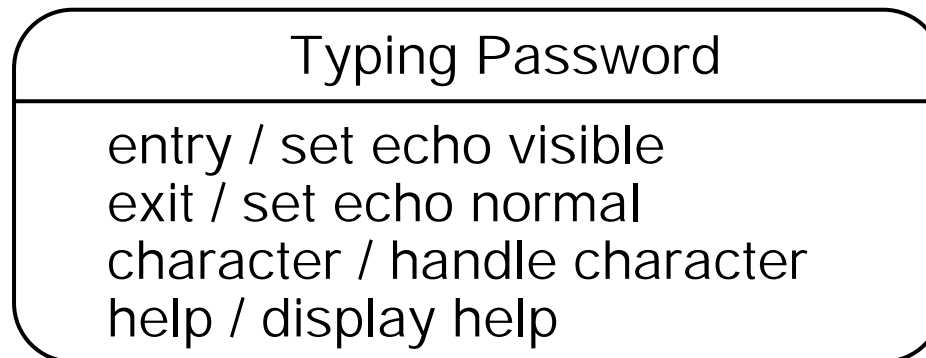 Typing Password
entry / set echo visible
exit / set echo normal
character / handle character
help / display help